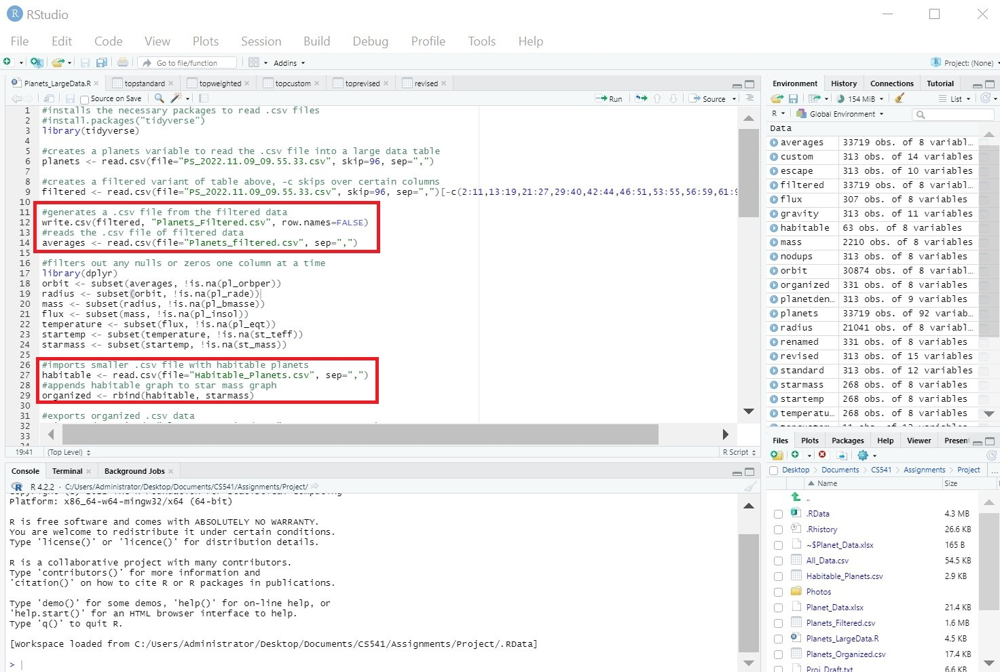 RStudio
File Edit Code View Plots Session Build Debug Profile Tools Help
Go to file/function Addins Project: (None)
Planets_LargeData.R topstandard topweighted topcustom toprevised revised
Source on Save Run Source
1 #installs the necessary packages to read .csv files
2 #install.packages("tidyverse")
3 library(tidyverse)
4
5 #creates a planets variable to read the .csv file into a large data table
6 planets <- read.csv(file="PS_2022.11.09_09.55.33.csv", skip=96, sep=",")
7
8 #creates a filtered variant of table above, -c skips over certain columns
9 filtered <- read.csv(file="PS_2022.11.09_09.55.33.csv", skip=96, sep=",")[-c(2:11,13:19,21:27,29:40,42:44,46:51,53:55,56:59,61:9
10
11 #generates a .csv file from the filtered data
12 write.csv(filtered, "Planets_Filtered.csv", row.names=FALSE)
13 #reads the .csv file of filtered data
14 averages <- read.csv(file="Planets_filtered.csv", sep=",")
15
16 #filters out any nulls or zeros one column at a time
17 library(dplyr)
18 orbit <- subset(averages, !is.na(pl_orbper))
19 radius <- subset(orbit, !is.na(pl_rade))
20 mass <- subset(radius, !is.na(pl_bmasse))
21 flux <- subset(mass, !is.na(pl_insol))
22 temperature <- subset(flux, !is.na(pl_eqt))
23 startemp <- subset(temperature, !is.na(st_teff))
24 starmass <- subset(startemp, !is.na(st_mass))
25
26 #imports smaller .csv file with habitable planets
27 habitable <- read.csv(file="Habitable_Planets.csv", sep=",")
28 #appends habitable graph to star mass graph
29 organized <- rbind(habitable, starmass)
30
31 #exports organized .csv data
32
33
19:41 (Top Level) R Script
Console Terminal Background Jobs
R 4.2.2 · C:/Users/Administrator/Desktop/Documents/CS541/Assignments/Project/
Platform: x86_64-w64-mingw32/x64 (64-bit)
R is free software and comes with ABSOLUTELY NO WARRANTY.
You are welcome to redistribute it under certain conditions.
Type 'license()' or 'licence()' for distribution details.
R is a collaborative project with many contributors.
Type 'contributors()' for more information and
'citation()' on how to cite R or R packages in publications.
Type 'demo()' for some demos, 'help()' for on-line help, or
'help.start()' for an HTML browser interface to help.
Type 'q()' to quit R.
[Workspace loaded from C:/Users/Administrator/Desktop/Documents/CS541/Assignments/Project/.RData]
>
Environment History Connections Tutorial
154 MiB List
R Global Environment
Data
averages 33719 obs. of 8 variabl…
custom 313 obs. of 14 variables
escape 313 obs. of 10 variables
filtered 33719 obs. of 8 variabl…
flux 307 obs. of 8 variables
gravity 313 obs. of 11 variables
habitable 63 obs. of 8 variables
mass 2210 obs. of 8 variables
nodups 313 obs. of 8 variables
orbit 30874 obs. of 8 variabl…
organized 331 obs. of 8 variables
planetden… 313 obs. of 9 variables
planets 33719 obs. of 92 variab…
radius 21041 obs. of 8 variabl…
renamed 331 obs. of 8 variables
revised 313 obs. of 15 variables
standard 313 obs. of 12 variables
starmass 268 obs. of 8 variables
startemp 268 obs. of 8 variables
temperatu… 268 obs. of 8 variables
Files Plots Packages Help Viewer Presen
Desktop Documents CS541 Assignments Project ...
Name Size
..
.RData 4.3 MB
.Rhistory 26.6 KB
~$Planet_Data.xlsx 165 B
All_Data.csv 54.5 KB
Habitable_Planets.csv 2.9 KB
Photos
Planet_Data.xlsx 21.4 KB
Planets_Filtered.csv 1.6 MB
Planets_LargeData.R 4.5 KB
Planets_Organized.csv 17.4 KB
Proj_Draft.txt 6.6 KB